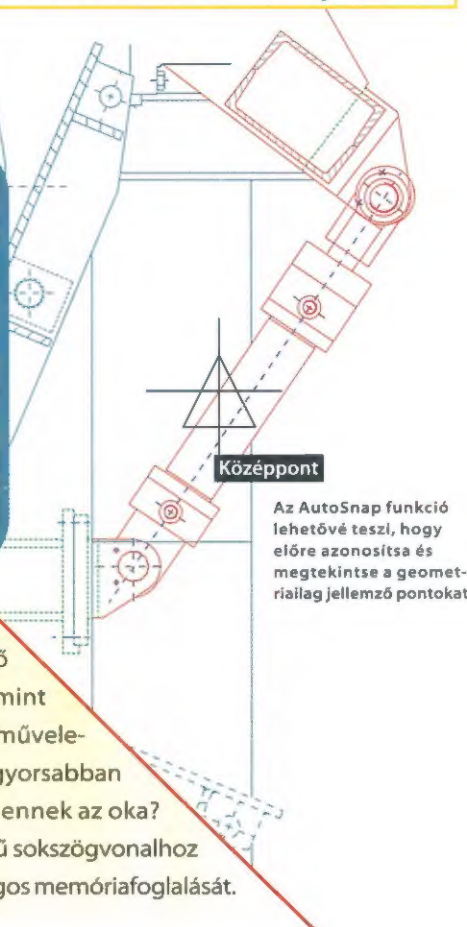 Középpont
Az AutoSnap funkció
lehetővé teszi, hogy
előre azonosítsa és
megtekintse a geomet-
riailag jellemző pontokat
ő
mint
művele-
gyorsabban
ennek az oka?
ű sokszögvonalhoz
gos memóriafoglalását.